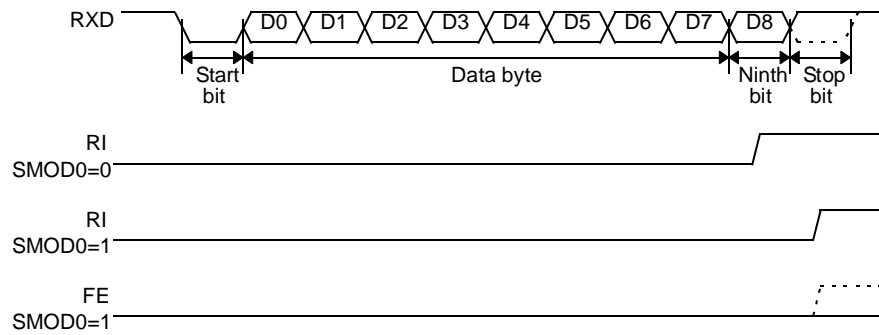 RXD D0 D1 D2 D3 D4 D5 D6 D7 D8
Start bit
Data byte
Ninth bit
Stop bit
RI
SMOD0=0
RI
SMOD0=1
FE
SMOD0=1